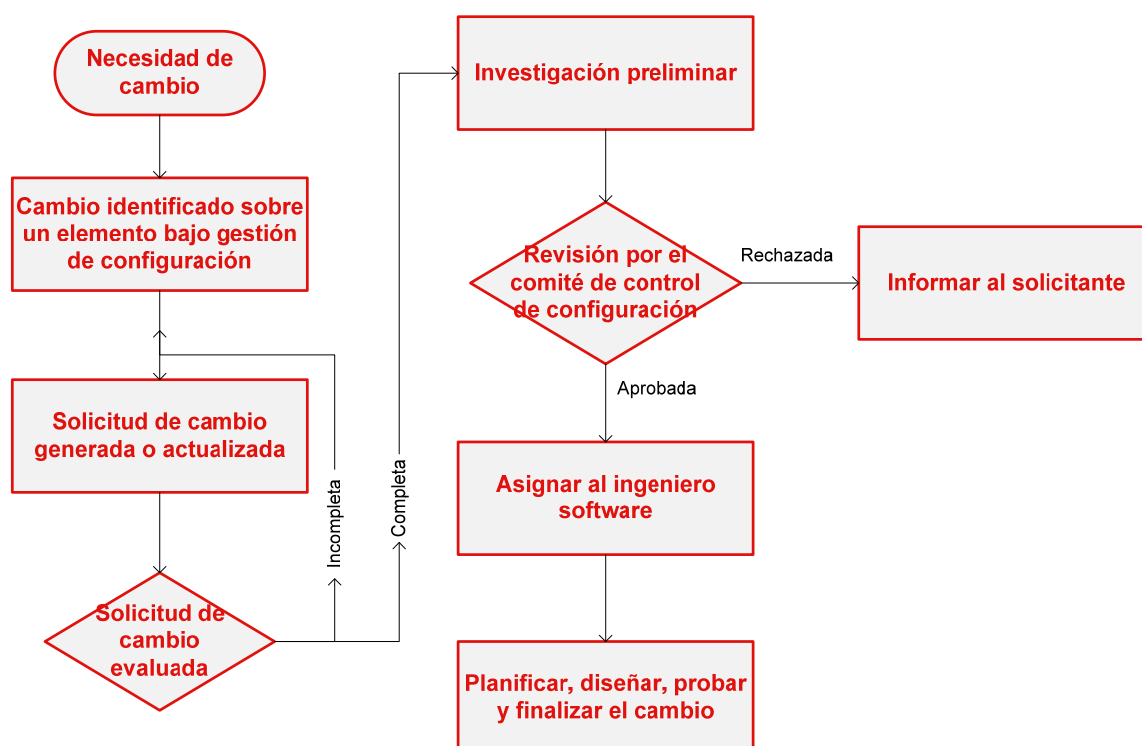 Necesidad de
cambio
Cambio identificado sobre
un elemento bajo gestión
de configuración
Solicitud de cambio
generada o actualizada
Solicitud de
cambio
evaluada
Incompleta
Completa
Investigación preliminar
Revisión por el
comité de control
de configuración
Rechazada
Informar al solicitante
Aprobada
Asignar al ingeniero
software
Planificar, diseñar, probar
y finalizar el cambio